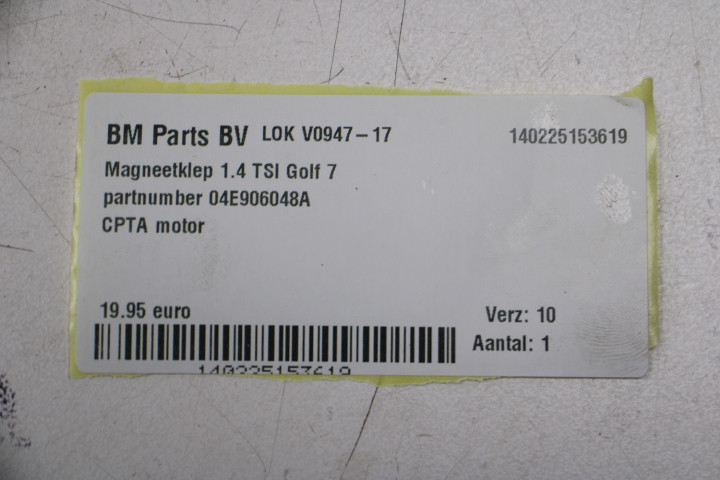 BM Parts BV LOK V0947-17 140225153619
Magneetklep 1.4 TSI Golf 7
partnumber 04E906048A
CPTA motor
19.95 euro Verz: 10
Aantal: 1
140225153619